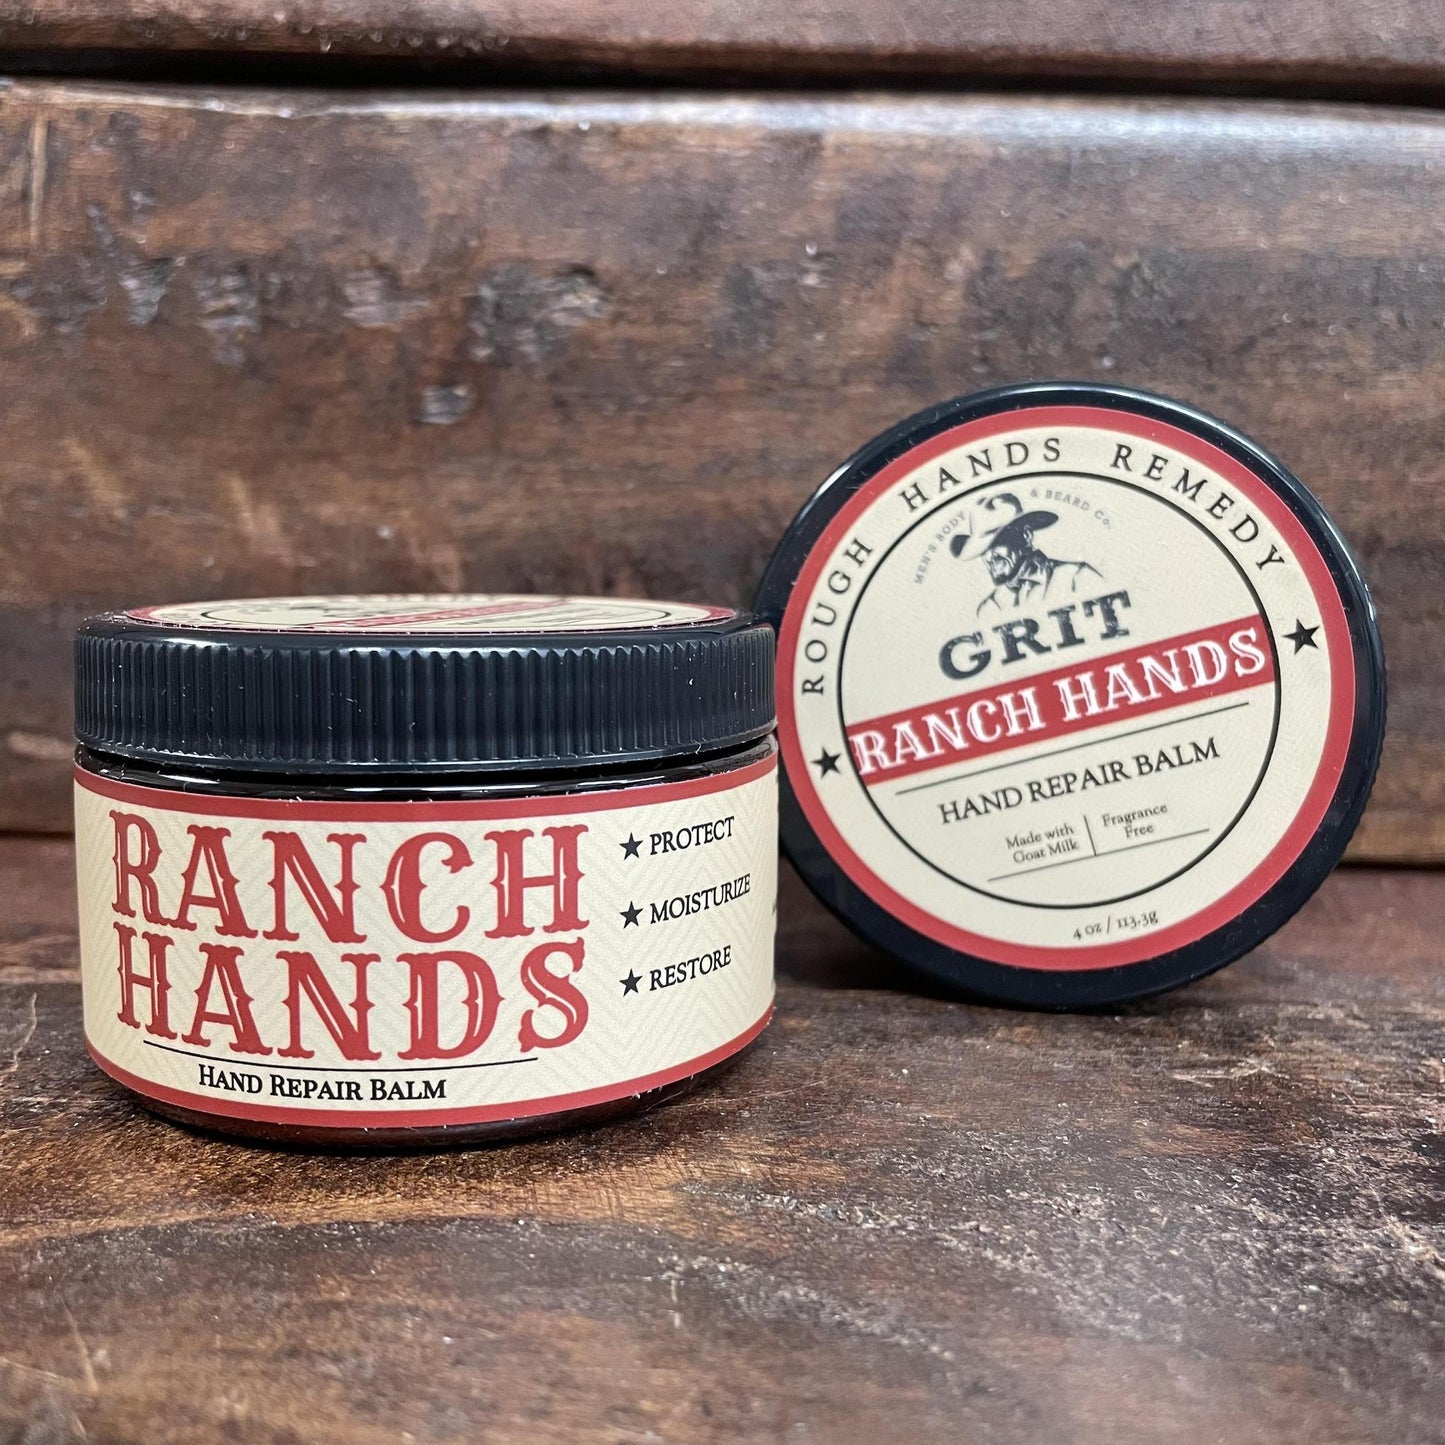 RANCH
HANDS
HAND REPAIR BALM
★ PROTECT
★ MOISTURIZE
★ RESTORE
★ ROUGH HANDS REMEDY ★
MEN'S BODY & BEARD Co.
GRIT
RANCH HANDS
HAND REPAIR BALM
Made with
Goat Milk
Fragrance
Free
4 oz / 113.3g